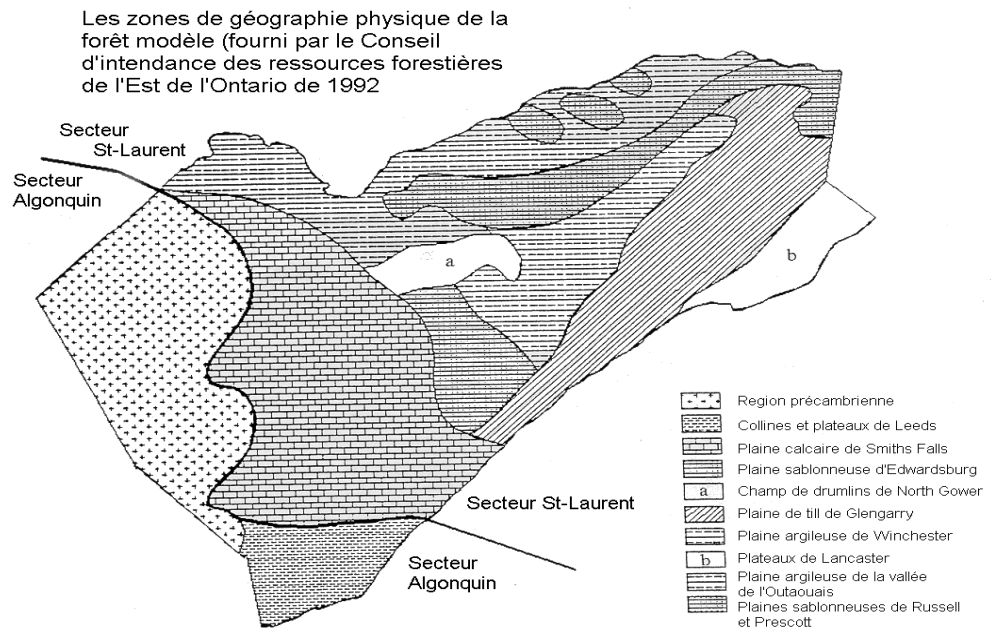 Les zones de géographie physique de la
forêt modèle (fourni par le Conseil
d'intendance des ressources forestières
de l'Est de l'Ontario de 1992
Secteur
St-Laurent
Secteur
Algonquin
a
b
Region précambrienne
Collines et plateaux de Leeds
Plaine calcaire de Smiths Falls
Plaine sablonneuse d'Edwardsburg
a Champ de drumlins de North Gower
Plaine de till de Glengarry
Plaine argileuse de Winchester
b Plateaux de Lancaster
Plaine argileuse de la vallée
de l'Outaouais
Plaines sablonneuses de Russell
et Prescott
Secteur St-Laurent
Secteur
Algonquin